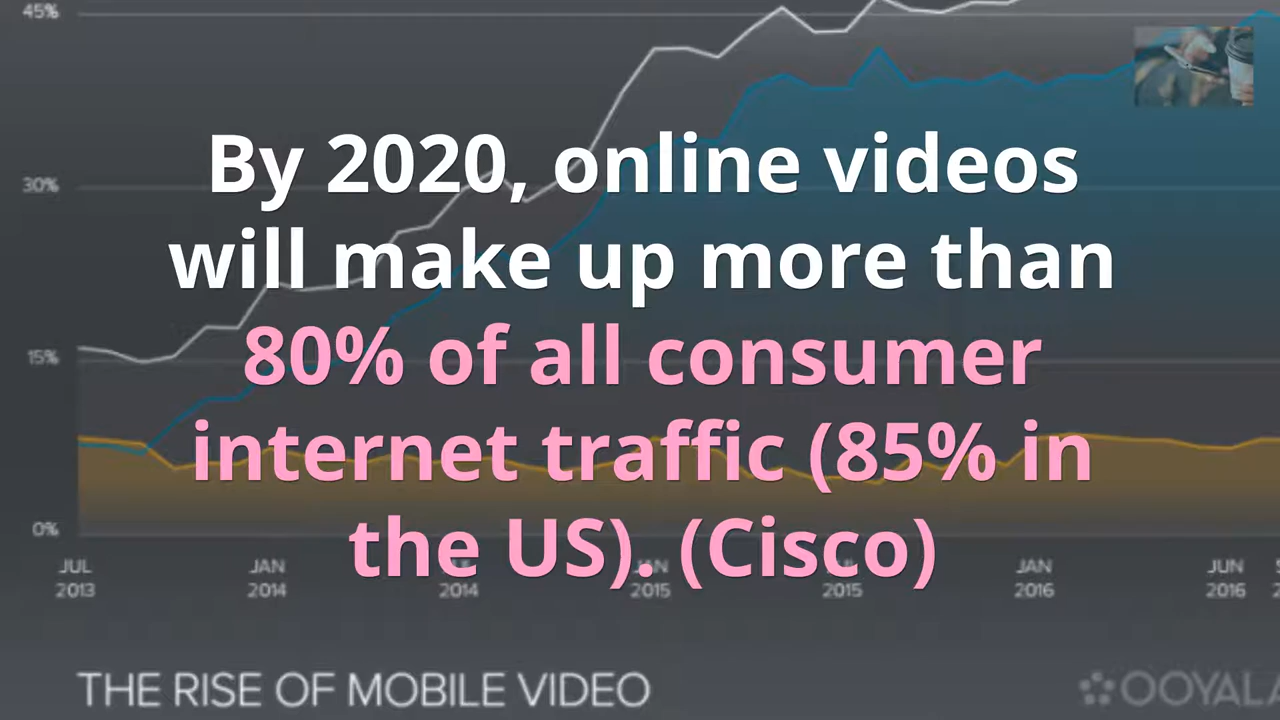 45%
By 2020, online videos
30%
will make up more than
15%
80% of all consumer
internet traffic (85% in
0%
the US). (Cisco)
JUL
2013
JAN
2014
2014
JAN
2015
2015
JAN
2016
JUN
2016
THE RISE OF MOBILE VIDEO
OOYALA